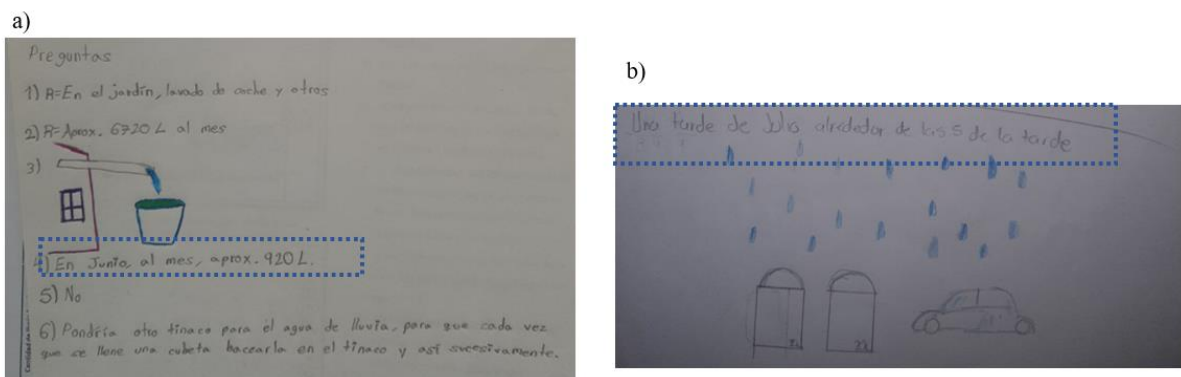 a)
Preguntas
1) R=En el jardín, lavado de coche y otros
2) R=Aprox. 6720 L al mes
3)
4) En Junio al mes, aprox. 920 L.
5) No
6) Pondría otro tinaco para el agua de lluvia, para que cada vez
que se llene una cubeta bacearla en el tinaco y así sucesivamente.
b)
Una tarde de Julio alrededor de las 5 de la tarde